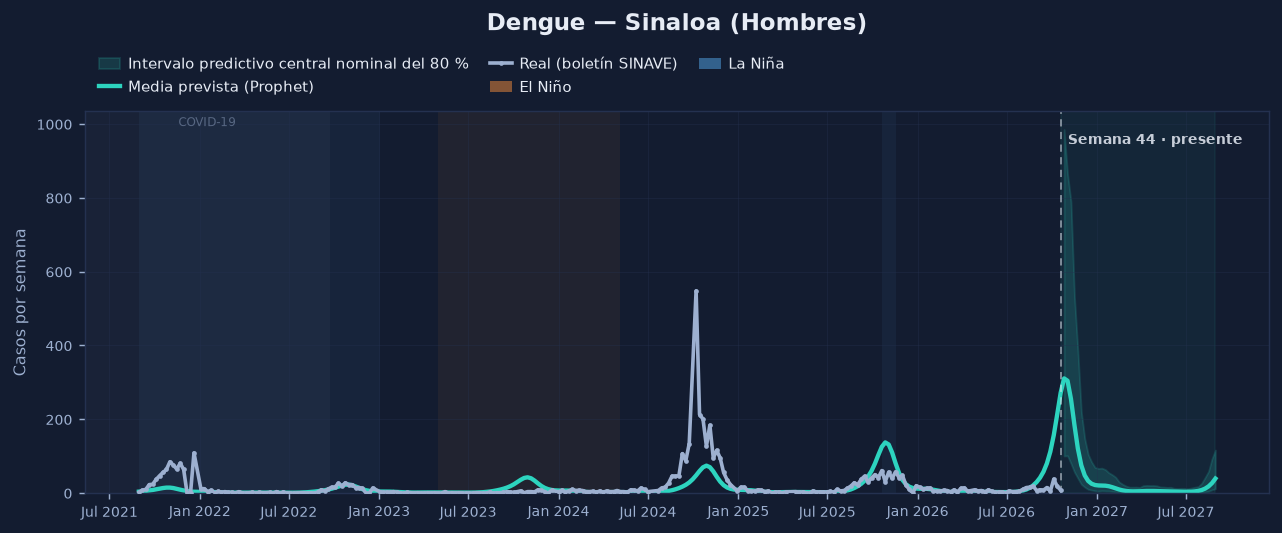 Dengue — Sinaloa (Hombres)
Intervalo predictivo central nominal del 80 %
Real (boletín SINAVE)
La Niña
Media prevista (Prophet)
El Niño
COVID-19
Semana 44 · presente
Casos por semana
1000
800
600
400
200
0
Jul 2021
Jan 2022
Jul 2022
Jan 2023
Jul 2023
Jan 2024
Jul 2024
Jan 2025
Jul 2025
Jan 2026
Jul 2026
Jan 2027
Jul 2027